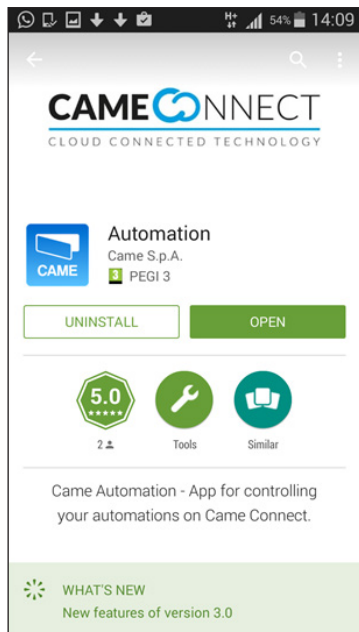 H+ 54% 14:09
CAMECONNECT
CLOUD CONNECTED TECHNOLOGY
CAME
Automation
Came S.p.A.
3 PEGI 3
UNINSTALL
OPEN
5.0
2
Tools
Similar
Came Automation - App for controlling
your automations on Came Connect.
WHAT'S NEW
New features of version 3.0